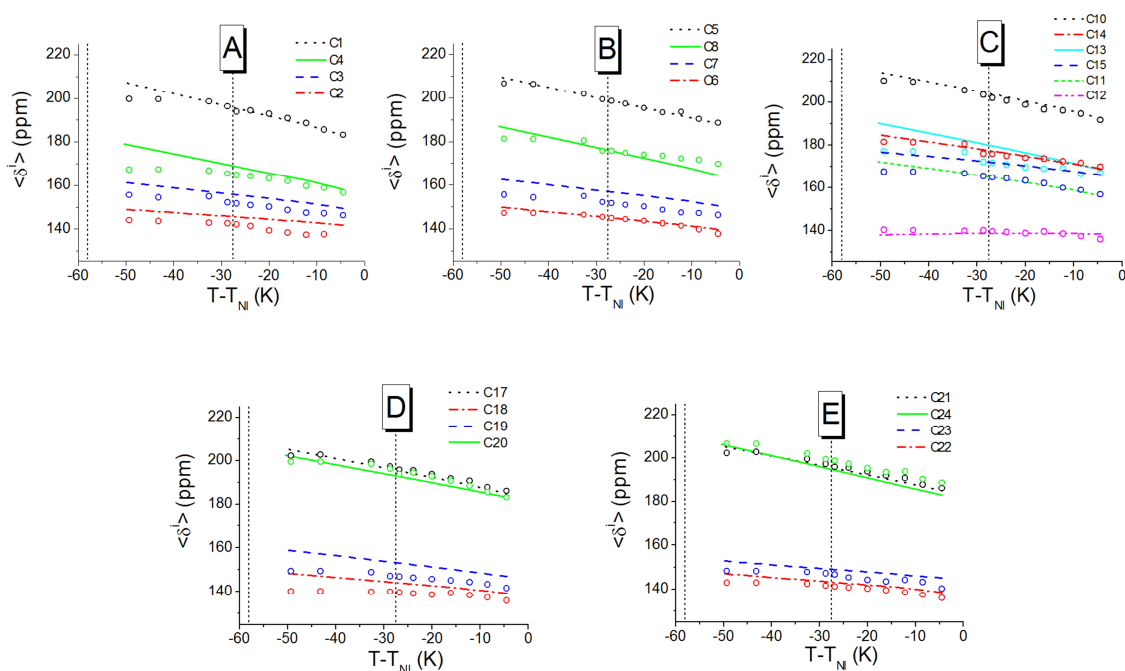 A
C1
C4
C3
C2
220
200
180
160
140
<δⁱ> (ppm)
-60 -50 -40 -30 -20 -10 0
T-T_NI (K)
B
C5
C8
C7
C6
220
200
180
160
140
<δⁱ> (ppm)
-60 -50 -40 -30 -20 -10 0
T-T_NI (K)
C
C10
C14
C13
C15
C11
C12
220
200
180
160
140
<δⁱ> (ppm)
-60 -50 -40 -30 -20 -10 0
T-T_NI (K)
D
C17
C18
C19
C20
220
200
180
160
140
<δⁱ> (ppm)
-60 -50 -40 -30 -20 -10 0
T-T_NI (K)
E
C21
C24
C23
C22
220
200
180
160
140
<δⁱ> (ppm)
-60 -50 -40 -30 -20 -10 0
T-T_NI (K)